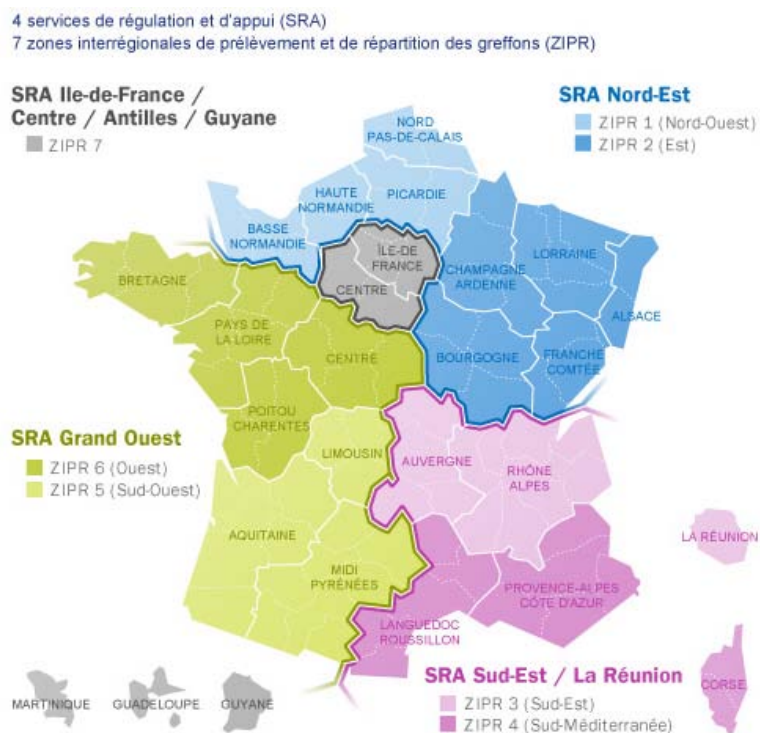 4 services de régulation et d'appui (SRA)
7 zones interrégionales de prélèvement et de répartition des greffons (ZIPR)
SRA Ile-de-France /
Centre / Antilles / Guyane
ZIPR 7
SRA Nord-Est
ZIPR 1 (Nord-Ouest)
ZIPR 2 (Est)
NORD
PAS-DE-CALAIS
HAUTE
NORMANDIE
PICARDIE
BASSE
NORMANDIE
ÎLE-DE
FRANCE
CENTRE
CHAMPAGNE
ARDENNE
LORRAINE
ALSACE
BRETAGNE
PAYS DE
LA LOIRE
CENTRE
BOURGOGNE
FRANCHE
COMTÉE
POITOU
CHARENTES
SRA Grand Ouest
ZIPR 6 (Ouest)
ZIPR 5 (Sud-Ouest)
LIMOUSIN
AUVERGNE
RHÔNE
ALPES
AQUITAINE
MIDI
PYRÉNÉES
LA RÉUNION
PROVENCE-ALPES
CÔTE D'AZUR
LANGUEDOC
ROUSSILLON
SRA Sud-Est / La Réunion
ZIPR 3 (Sud-Est)
ZIPR 4 (Sud-Méditerranée)
CORSE
MARTINIQUE
GUADELOUPE
GUYANE